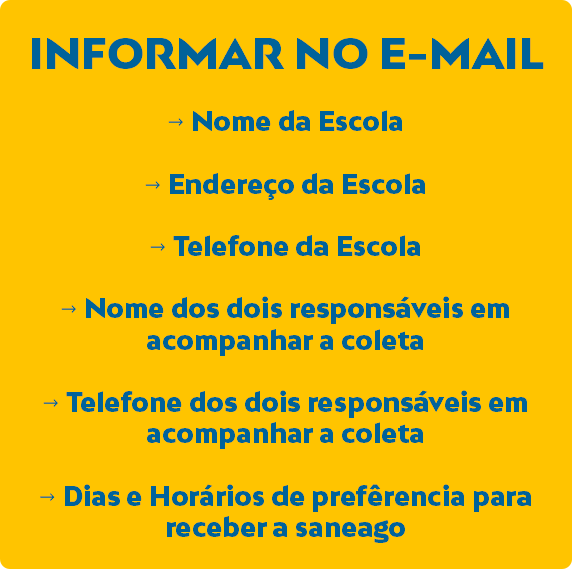 INFORMAR NO E-MAIL
→ Nome da Escola
→ Endereço da Escola
→ Telefone da Escola
→ Nome dos dois responsáveis em
acompanhar a coleta
→ Telefone dos dois responsáveis em
acompanhar a coleta
→ Dias e Horários de prefêrencia para
receber a saneago